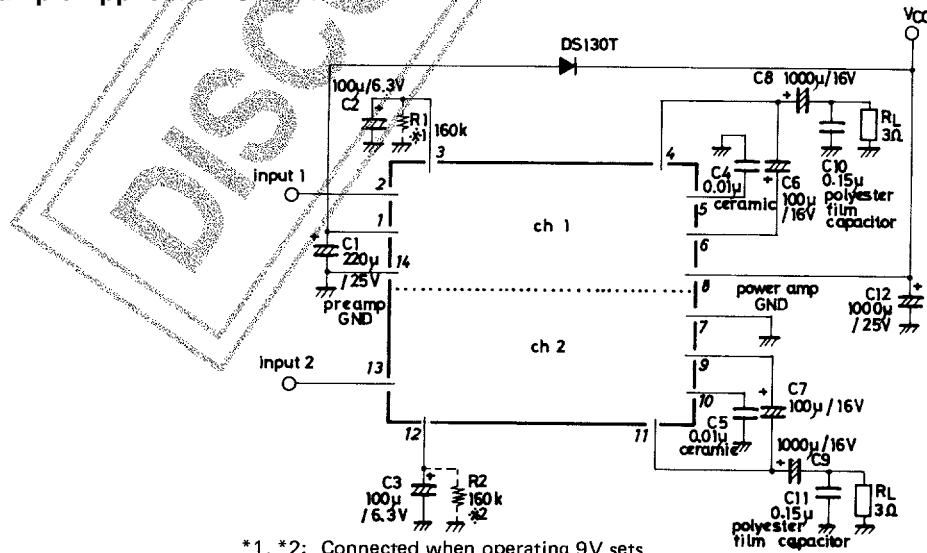 VCC
DS130T
DISCO
100μ/6.3V
C2
R1
※1
160k
3
4
C8 1000μ/16V
RL
3Ω
C4
0.01μ
ceramic
C6
100μ
/16V
C10
0.15μ
polyester
film
capacitor
input 1
2
1
C1
220μ
/25V
14
preamp
GND
ch 1
5
6
8
power amp
GND
C12
1000μ
/25V
ch 2
7
9
10
input 2
13
12
11
C5
0.01μ
ceramic
C7
100μ/16V
1000μ/16V
C9
C3
100μ
/6.3V
R2
160k
※2
C11
0.15μ
polyester
film capacitor
RL
3Ω
*1, *2: Connected when operating 9V sets